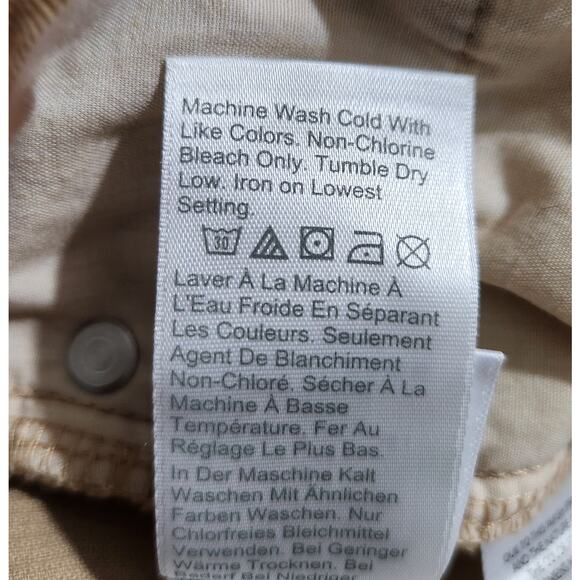 Machine Wash Cold With
Like Colors. Non-Chlorine
Bleach Only. Tumble Dry
Low. Iron on Lowest
Setting.
30
Laver À La Machine À
L'Eau Froide En Séparant
Les Couleurs. Seulement
Agent De Blanchiment
Non-Chloré. Sécher À La
Machine À Basse
Température. Fer Au
Réglage Le Plus Bas.
In Der Maschine Kalt
Waschen Mit Ähnlichen
Farben Waschen. Nur
Chlorfreies Bleichmittel
Verwenden. Bei Geringer
Wärme Trocknen. Bei
Bedarf Bei Niedriger